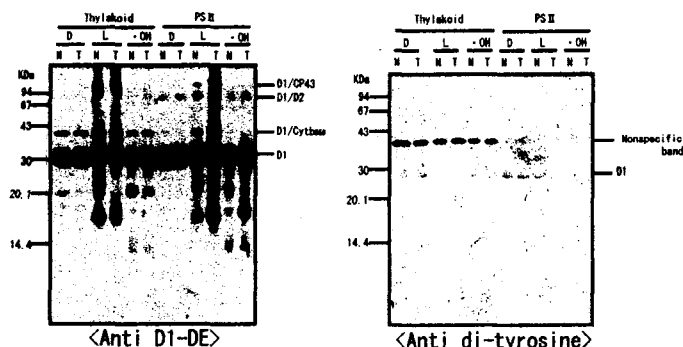 Thylakoid PSⅡ
D L ・OH D L ・OH
N T N T N T N T N T N T
KDa
94
67
43
30
20.1
14.4
D1/CP43
D1/D2
D1/Cytb559
D1
<Anti D1-DE>
Thylakoid PSⅡ
D L ・OH D L ・OH
N T N T N T N T N T N T
KDa
94
67
43
30
20.1
14.4
Nonspecific
band
D1
<Anti di-tyrosine>